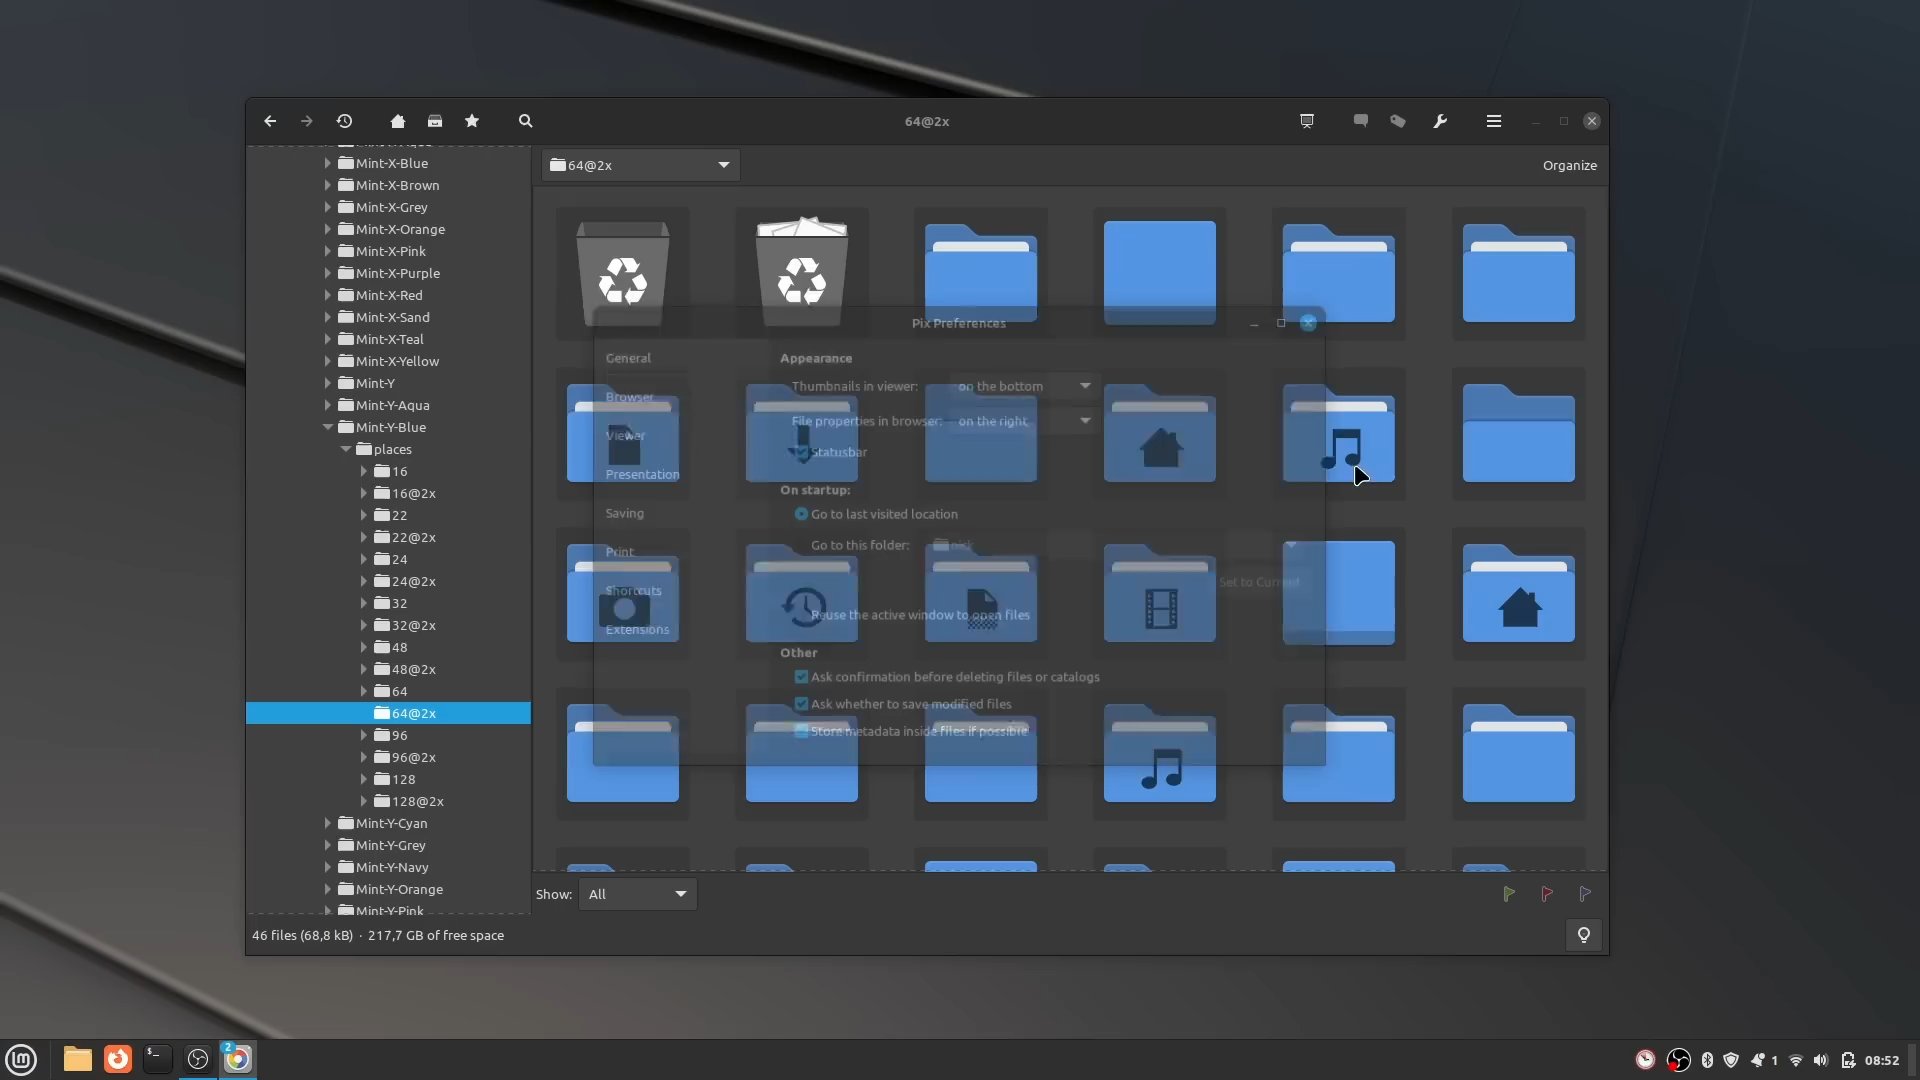 64@2x
Mint-X-Blue
Mint-X-Brown
Mint-X-Grey
Mint-X-Orange
Mint-X-Pink
Mint-X-Purple
Mint-X-Red
Mint-X-Sand
Mint-X-Teal
Mint-X-Yellow
Mint-Y
Mint-Y-Aqua
Mint-Y-Blue
places
16
16@2x
22
22@2x
24
24@2x
32
32@2x
48
48@2x
64
64@2x
96
96@2x
128
128@2x
Mint-Y-Cyan
Mint-Y-Grey
Mint-Y-Navy
Mint-Y-Orange
Mint-Y-Pink
64@2x
Organize
Pix Preferences
General
Browser
Viewer
Presentation
Saving
Print
Shortcuts
Extensions
Appearance
Thumbnails in viewer: on the bottom
File properties in browser: on the right
Statusbar
On startup:
Go to last visited location
Go to this folder: nick
Set to Current
Reuse the active window to open files
Other
Ask confirmation before deleting files or catalogs
Ask whether to save modified files
Store metadata inside files if possible
Show: All
46 files (68,8 kB) · 217,7 GB of free space
2
1
08:52